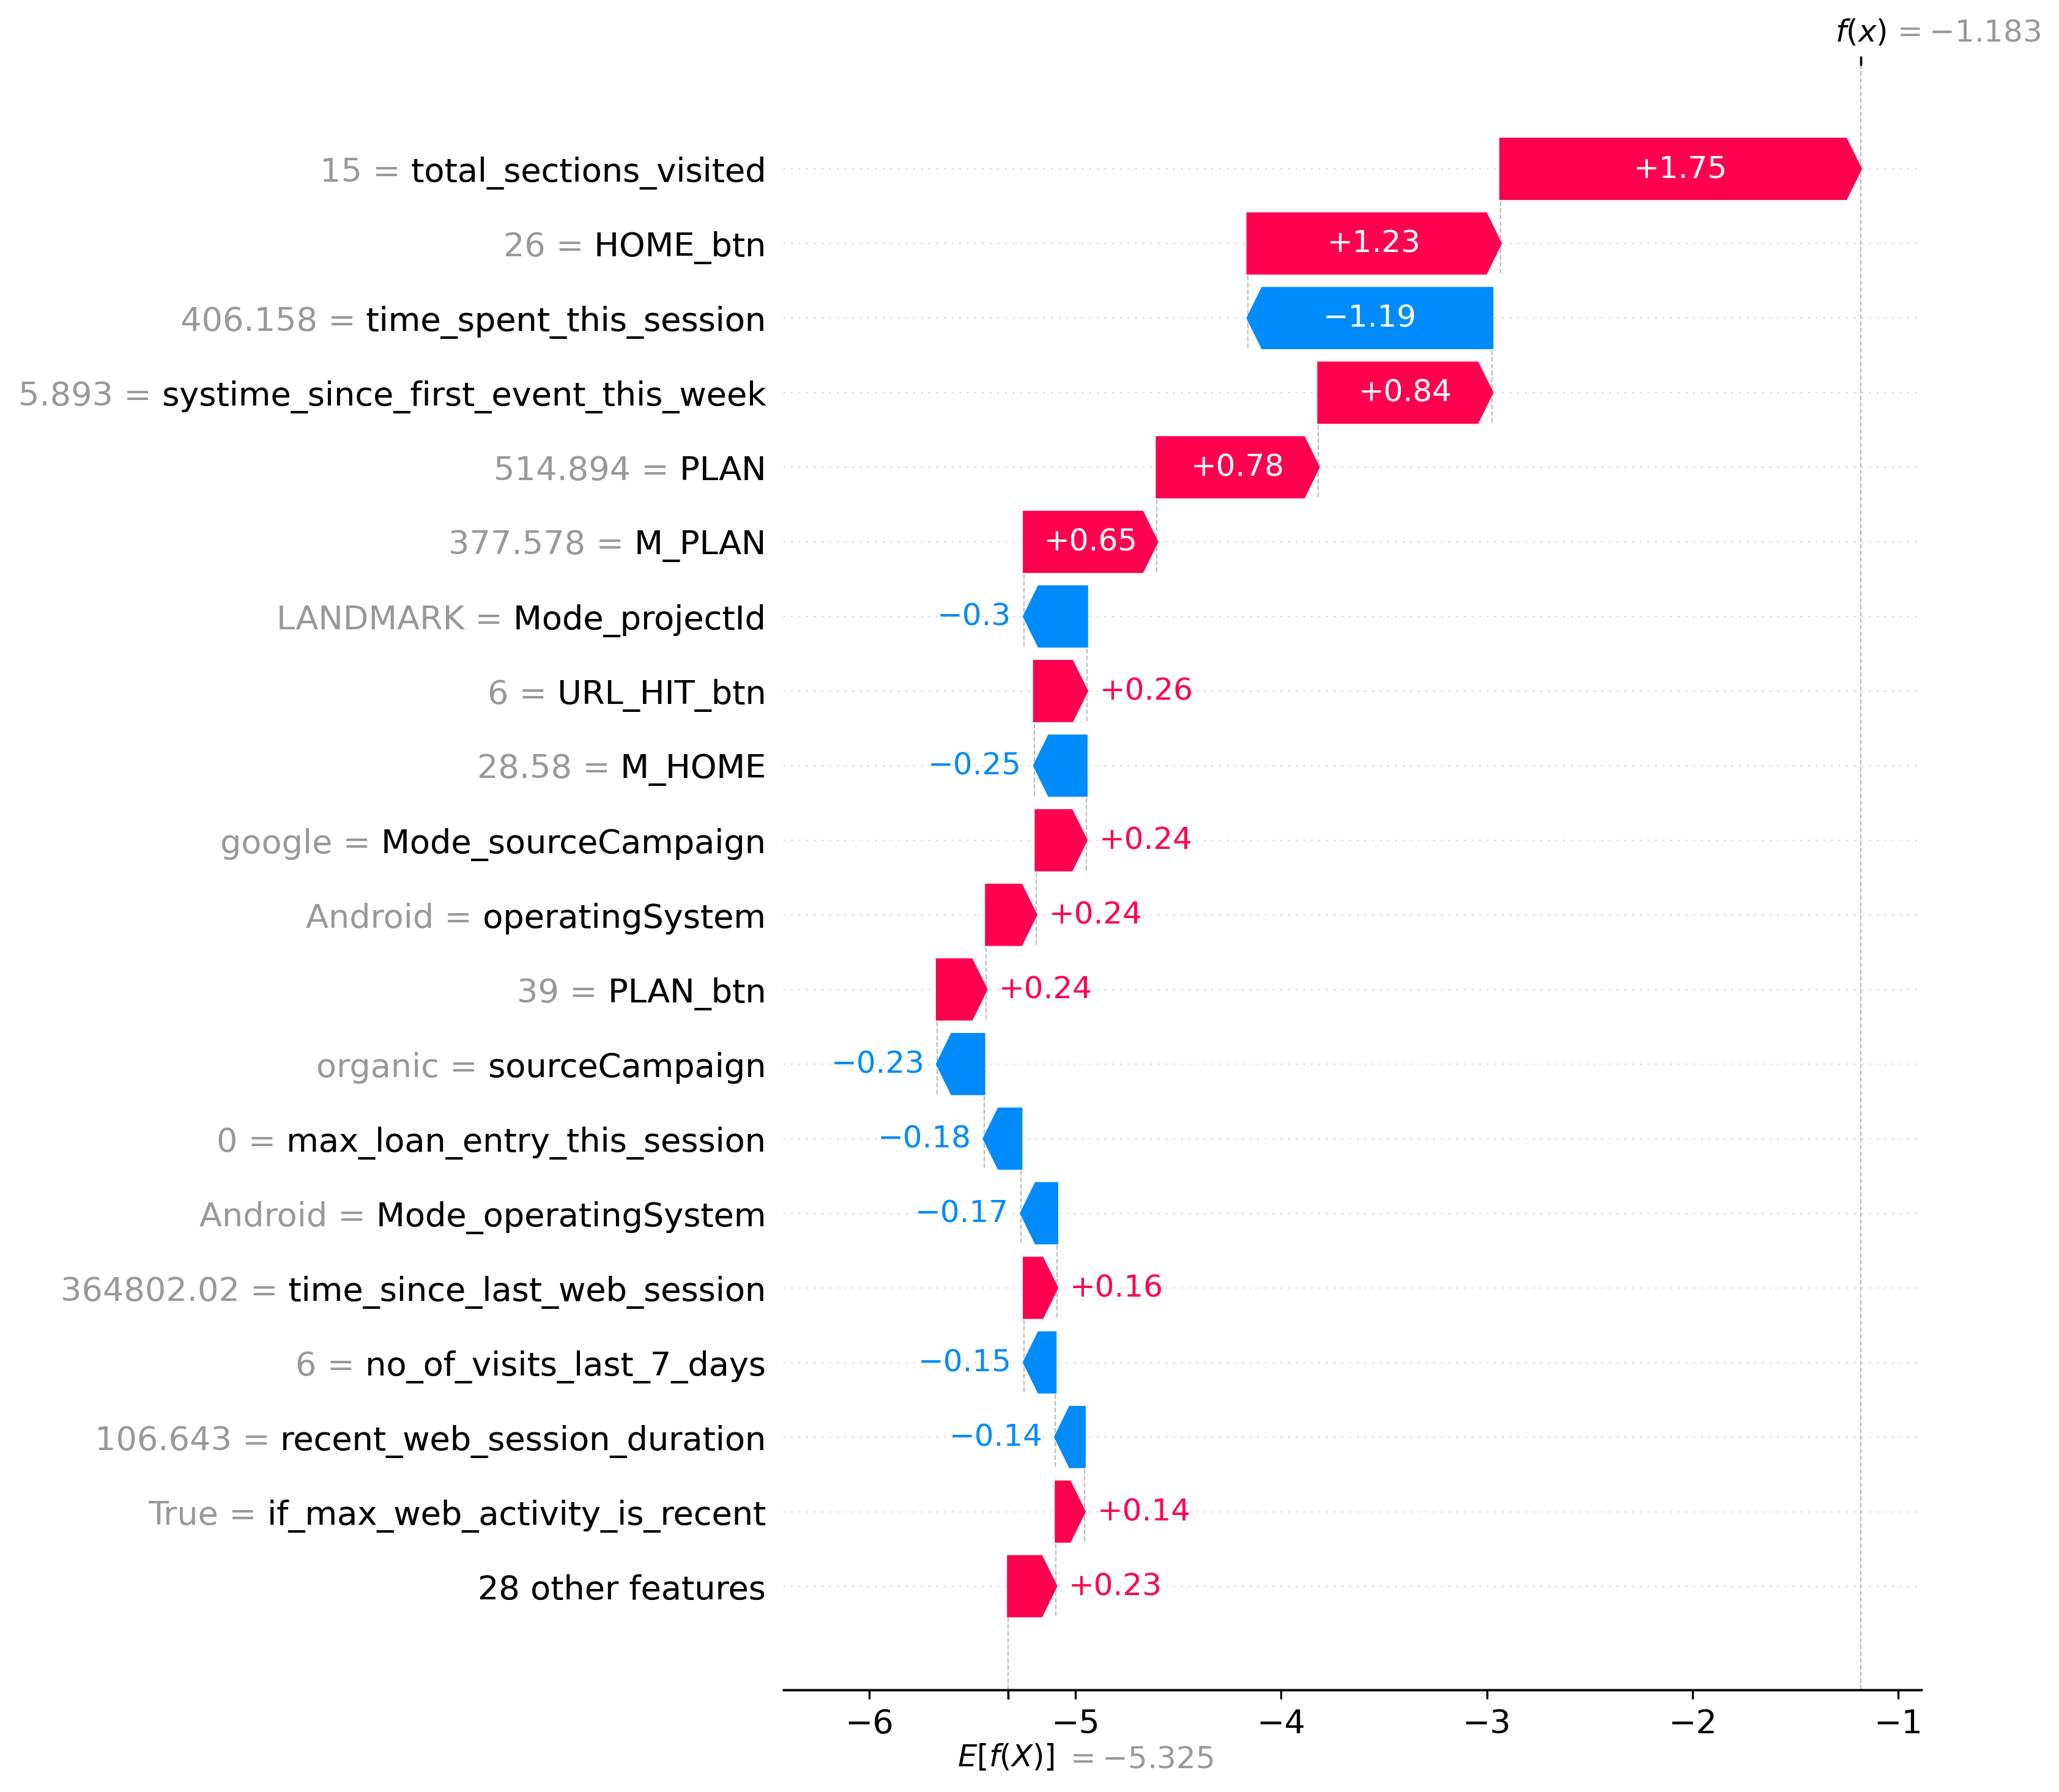 f(x) = −1.183
15 = total_sections_visited +1.75
26 = HOME_btn +1.23
406.158 = time_spent_this_session −1.19
5.893 = systime_since_first_event_this_week +0.84
514.894 = PLAN +0.78
377.578 = M_PLAN +0.65
LANDMARK = Mode_projectId −0.3
6 = URL_HIT_btn +0.26
28.58 = M_HOME −0.25
google = Mode_sourceCampaign +0.24
Android = operatingSystem +0.24
39 = PLAN_btn +0.24
organic = sourceCampaign −0.23
0 = max_loan_entry_this_session −0.18
Android = Mode_operatingSystem −0.17
364802.02 = time_since_last_web_session +0.16
6 = no_of_visits_last_7_days −0.15
106.643 = recent_web_session_duration −0.14
True = if_max_web_activity_is_recent +0.14
28 other features +0.23
−6 −5 −4 −3 −2 −1
E[f(X)] = −5.325